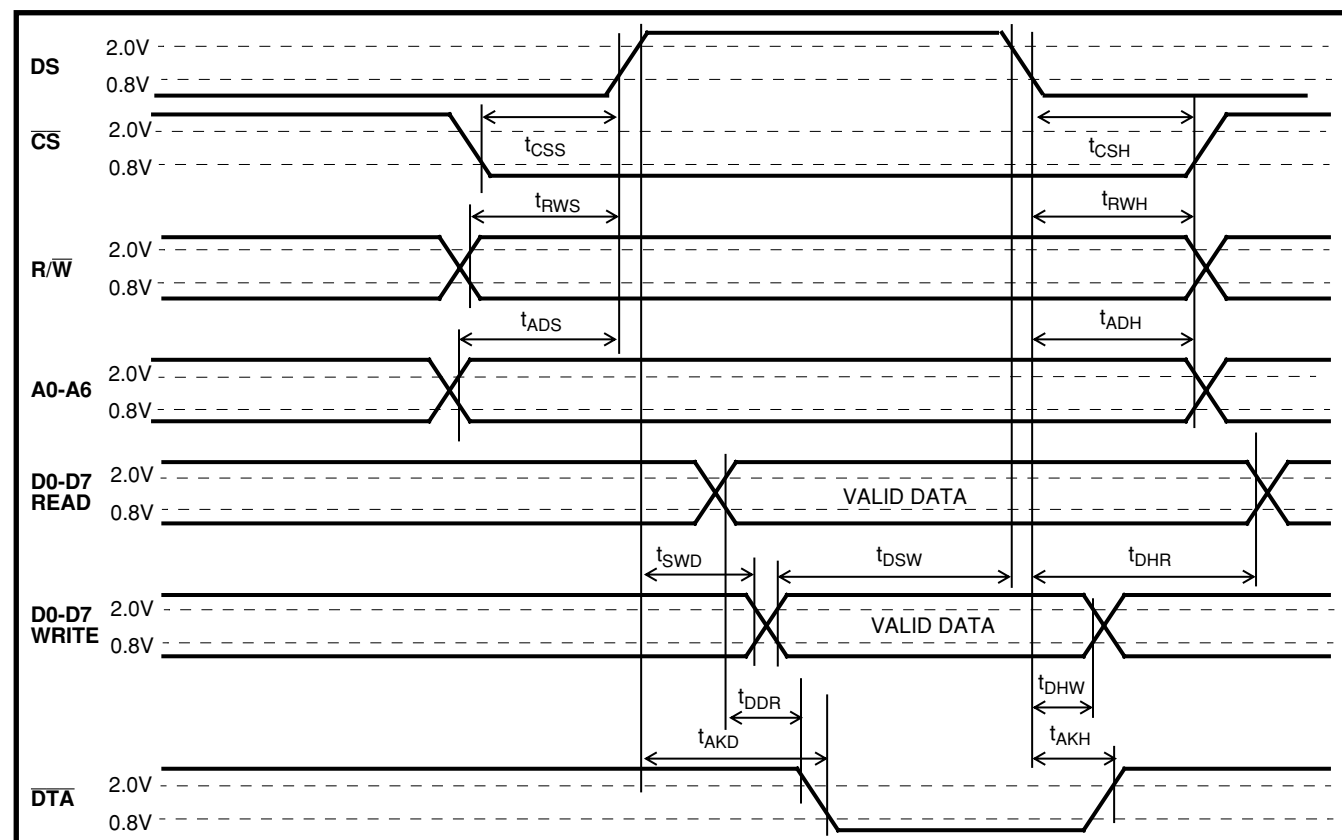 DS
2.0V
0.8V
C̅S̅
2.0V
0.8V
tCSS
tCSH
tRWS
tRWH
R/W̅
2.0V
0.8V
tADS
tADH
A0-A6
2.0V
0.8V
D0-D7
READ
2.0V
0.8V
VALID DATA
tSWD
tDSW
tDHR
D0-D7
WRITE
2.0V
0.8V
VALID DATA
tDDR
tDHW
tAKD
tAKH
D̅T̅A̅
2.0V
0.8V